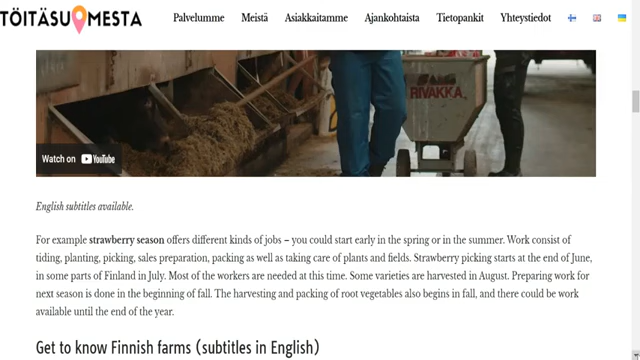 TÖITÄSUOMESTA
Palvelumme Meistä Asiakkaitamme Ajankohtaista Tietopankit Yhteystiedot
RIVAKKA
Watch on YouTube
English subtitles available.
For example strawberry season offers different kinds of jobs – you could start early in the spring or in the summer. Work consist of
tiding, planting, picking, sales preparation, packing as well as taking care of plants and fields. Strawberry picking starts at the end of June,
in some parts of Finland in July. Most of the workers are needed at this time. Some varieties are harvested in August. Preparing work for
next season is done in the beginning of fall. The harvesting and packing of root vegetables also begins in fall, and there could be work
available until the end of the year.
Get to know Finnish farms (subtitles in English)